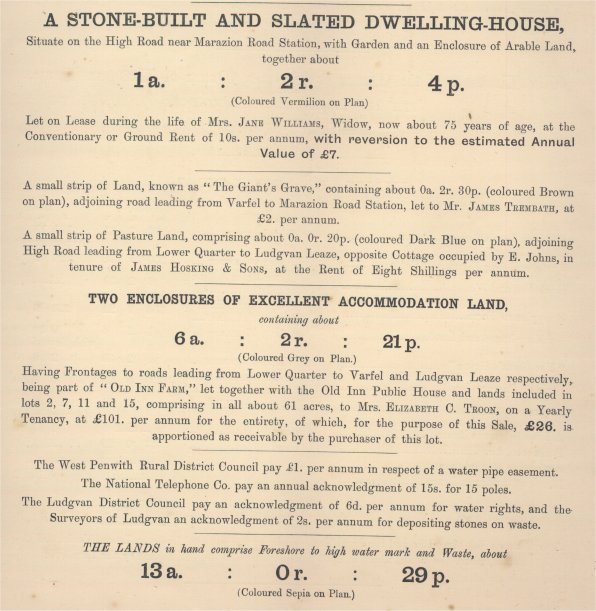 A STONE-BUILT AND SLATED DWELLING-HOUSE,
Situate on the High Road near Marazion Road Station, with Garden and an Enclosure of Arable Land,
together about
1 a. : 2 r. : 4 p.
(Coloured Vermilion on Plan)
Let on Lease during the life of Mrs. JANE WILLIAMS, Widow, now about 75 years of age, at the
Conventionary or Ground Rent of 10s. per annum, with reversion to the estimated Annual
Value of £7.
A small strip of Land, known as "The Giant's Grave," containing about 0a. 2r. 30p. (coloured Brown
on plan), adjoining road leading from Varfel to Marazion Road Station, let to Mr. JAMES TREMBATH, at
£2. per annum.
A small strip of Pasture Land, comprising about 0a. 0r. 20p. (coloured Dark Blue on plan), adjoining
High Road leading from Lower Quarter to Ludgvan Leaze, opposite Cottage occupied by E. Johns, in
tenure of JAMES HOSKING & SONS, at the Rent of Eight Shillings per annum.
TWO ENCLOSURES OF EXCELLENT ACCOMMODATION LAND,
containing about
6 a. : 2 r. : 21 p.
(Coloured Grey on Plan.)
Having Frontages to roads leading from Lower Quarter to Varfel and Ludgvan Leaze respectively,
being part of "OLD INN FARM," let together with the Old Inn Public House and lands included in
lots 2, 7, 11 and 15, comprising in all about 61 acres, to Mrs. ELIZABETH C. TROON, on a Yearly
Tenancy, at £101. per annum for the entirety, of which, for the purpose of this Sale, £26. is
apportioned as receivable by the purchaser of this lot.
The West Penwith Rural District Council pay £1. per annum in respect of a water pipe easement.
The National Telephone Co. pay an annual acknowledgment of 15s. for 15 poles.
The Ludgvan District Council pay an acknowledgment of 6d. per annum for water rights, and the
Surveyors of Ludgvan an acknowledgment of 2s. per annum for depositing stones on waste.
THE LANDS in hand comprise Foreshore to high water mark and Waste, about
13 a. : 0 r. : 29 p.
(Coloured Sepia on Plan.)